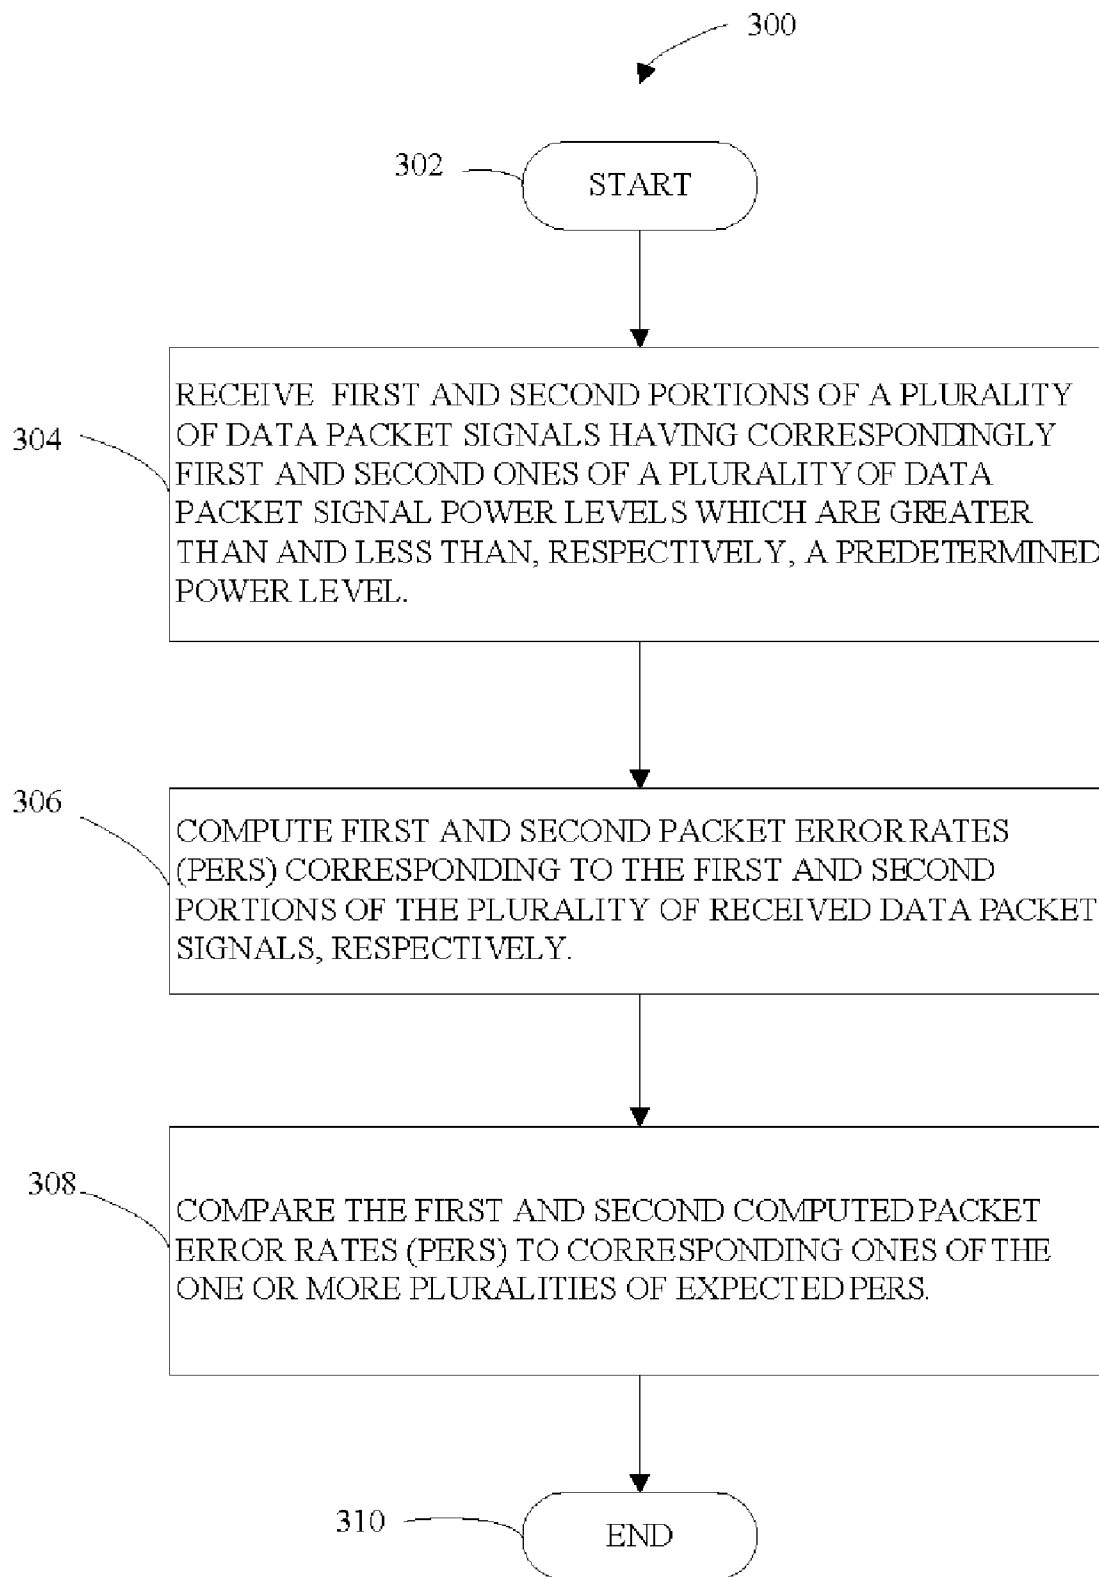 300
302
START
304
RECEIVE FIRST AND SECOND PORTIONS OF A PLURALITY
OF DATA PACKET SIGNALS HAVING CORRESPONDINGLY
FIRST AND SECOND ONES OF A PLURALITY OF DATA
PACKET SIGNAL POWER LEVELS WHICH ARE GREATER
THAN AND LESS THAN, RESPECTIVELY, A PREDETERMINED
POWER LEVEL.
306
COMPUTE FIRST AND SECOND PACKET ERROR RATES
(PERS) CORRESPONDING TO THE FIRST AND SECOND
PORTIONS OF THE PLURALITY OF RECEIVED DATA PACKET
SIGNALS, RESPECTIVELY.
308
COMPARE THE FIRST AND SECOND COMPUTED PACKET
ERROR RATES (PERS) TO CORRESPONDING ONES OF THE
ONE OR MORE PLURALITIES OF EXPECTED PERS.
310
END